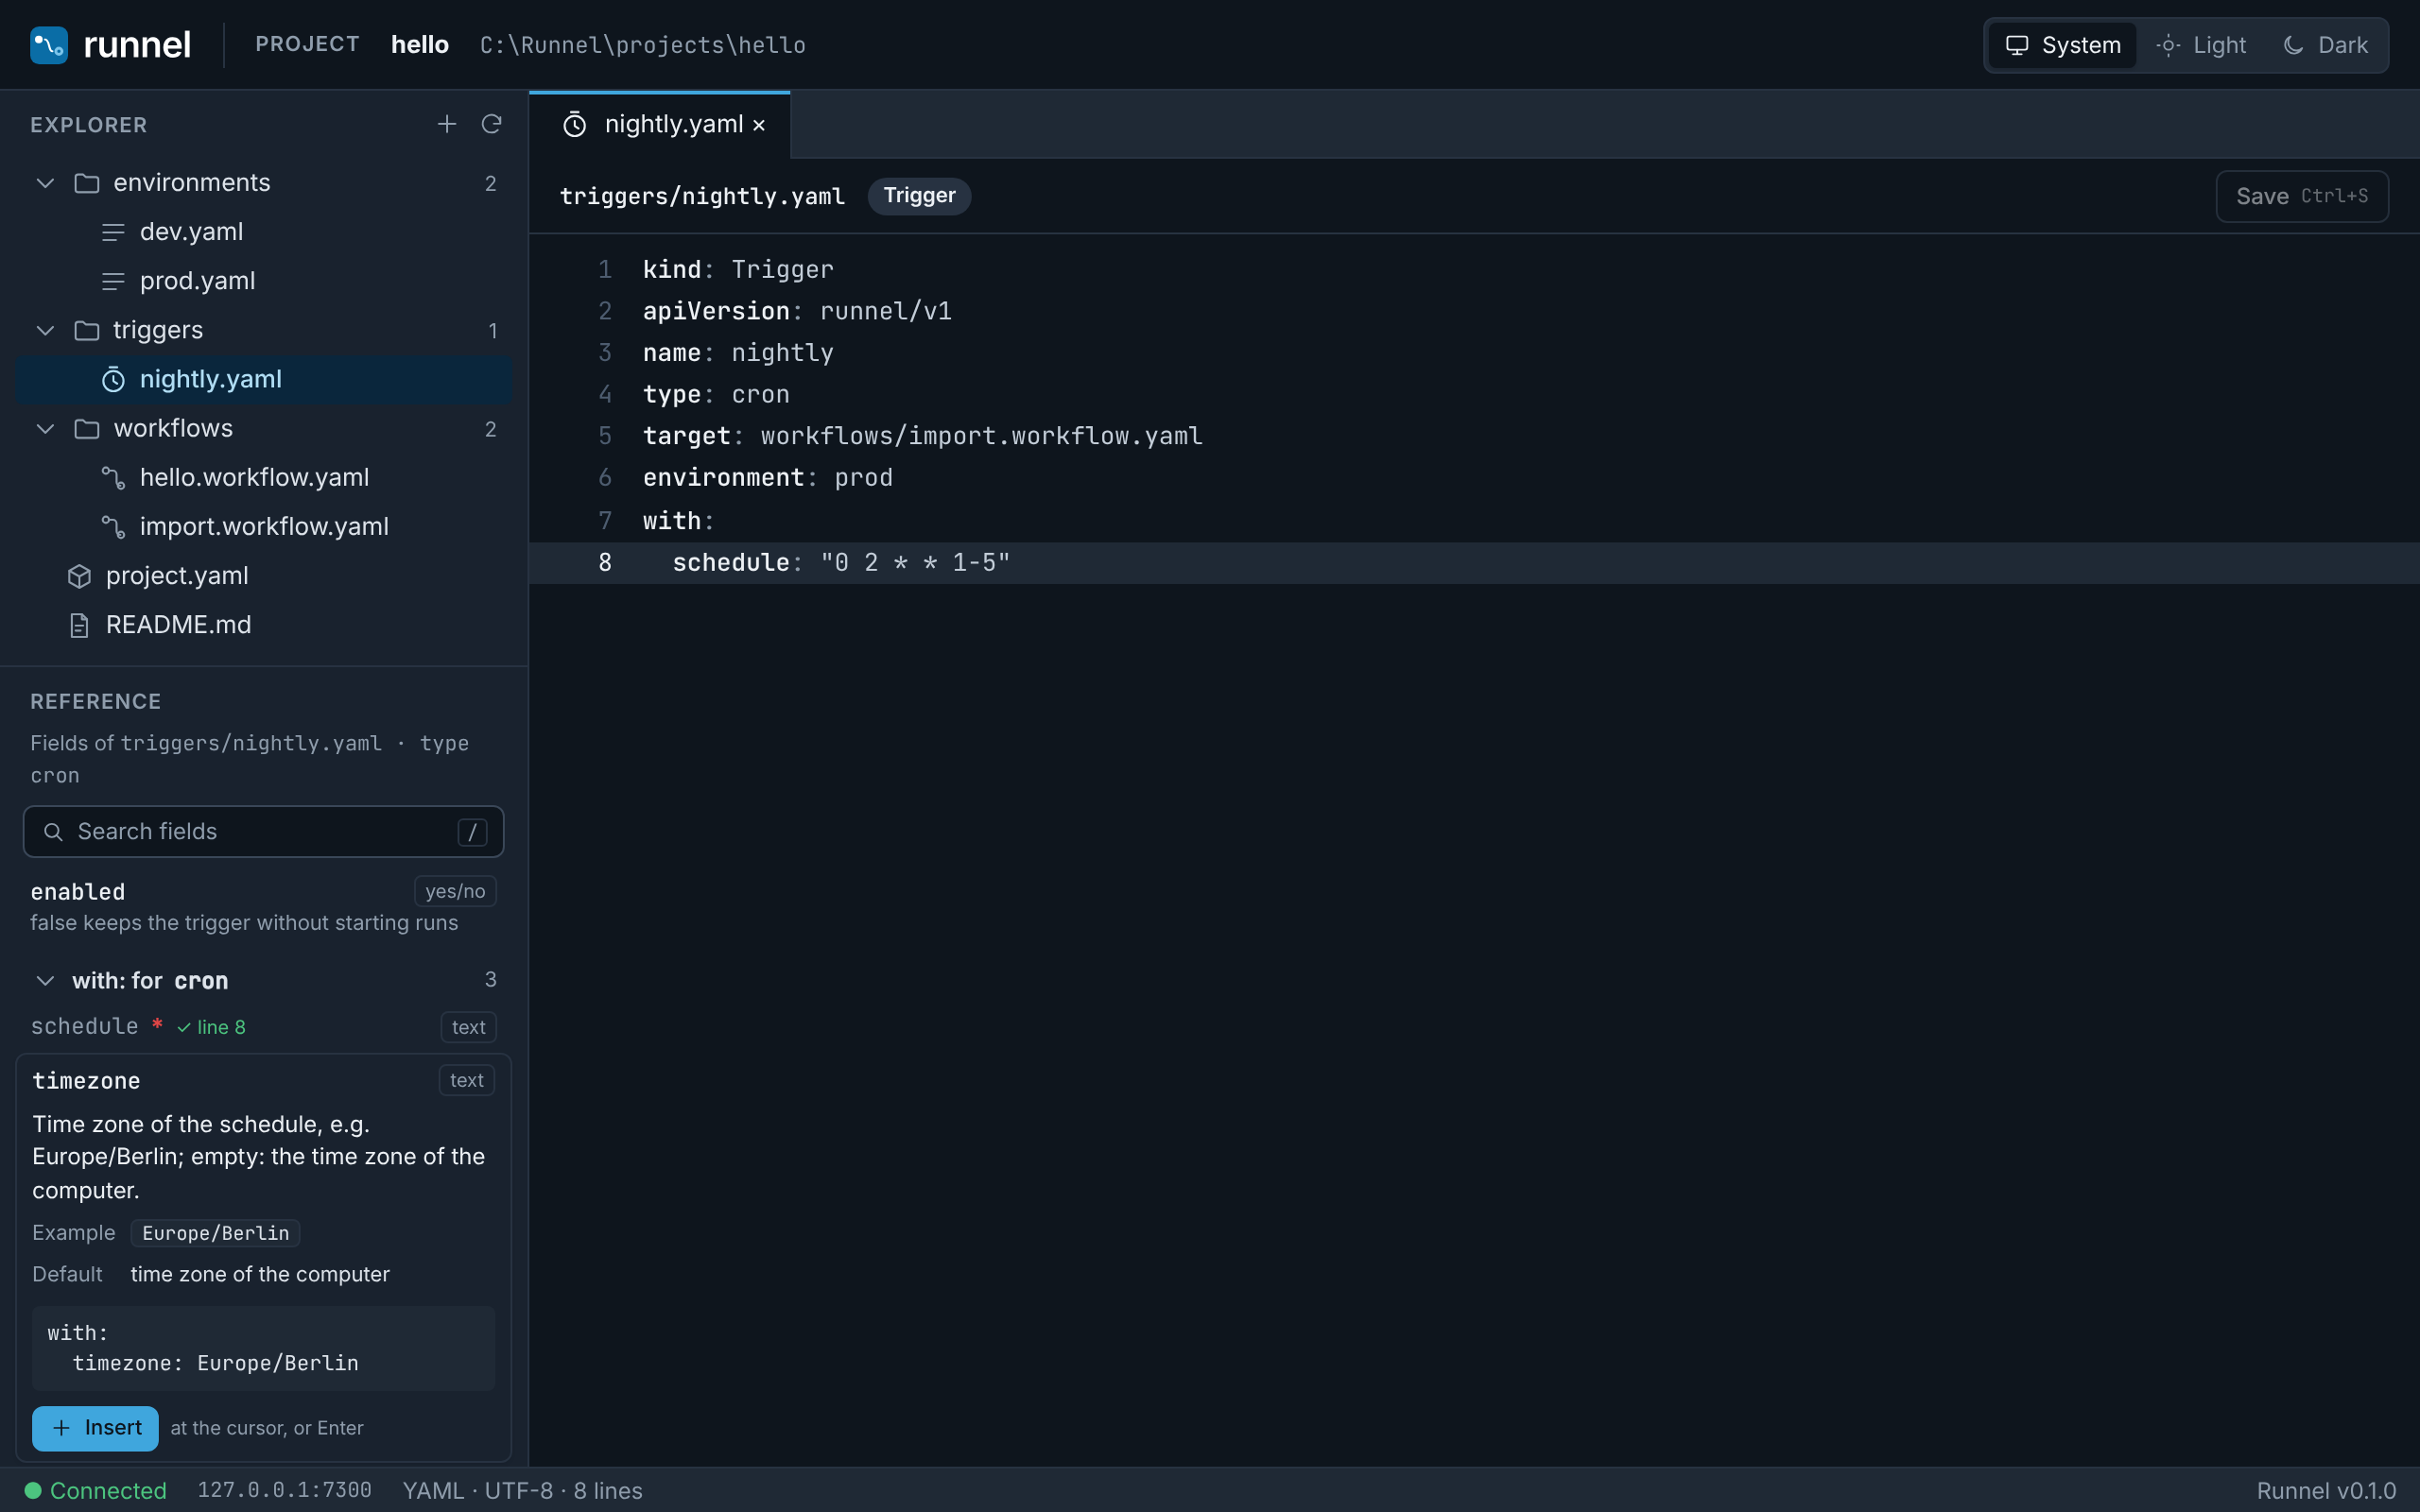 runnel PROJECT hello C:\Runnel\projects\hello System Light Dark
EXPLORER
environments 2
dev.yaml
prod.yaml
triggers 1
nightly.yaml
workflows 2
hello.workflow.yaml
import.workflow.yaml
project.yaml
README.md
REFERENCE
Fields of triggers/nightly.yaml · type
cron
Search fields /
enabled yes/no
false keeps the trigger without starting runs
with: for cron 3
schedule * ✓ line 8 text
timezone text
Time zone of the schedule, e.g.
Europe/Berlin; empty: the time zone of the
computer.
Example Europe/Berlin
Default time zone of the computer
with:
  timezone: Europe/Berlin
+ Insert at the cursor, or Enter
nightly.yaml ×
triggers/nightly.yaml Trigger Save Ctrl+S
1 kind: Trigger
2 apiVersion: runnel/v1
3 name: nightly
4 type: cron
5 target: workflows/import.workflow.yaml
6 environment: prod
7 with:
8   schedule: "0 2 * * 1-5"
Connected 127.0.0.1:7300 YAML · UTF-8 · 8 lines Runnel v0.1.0